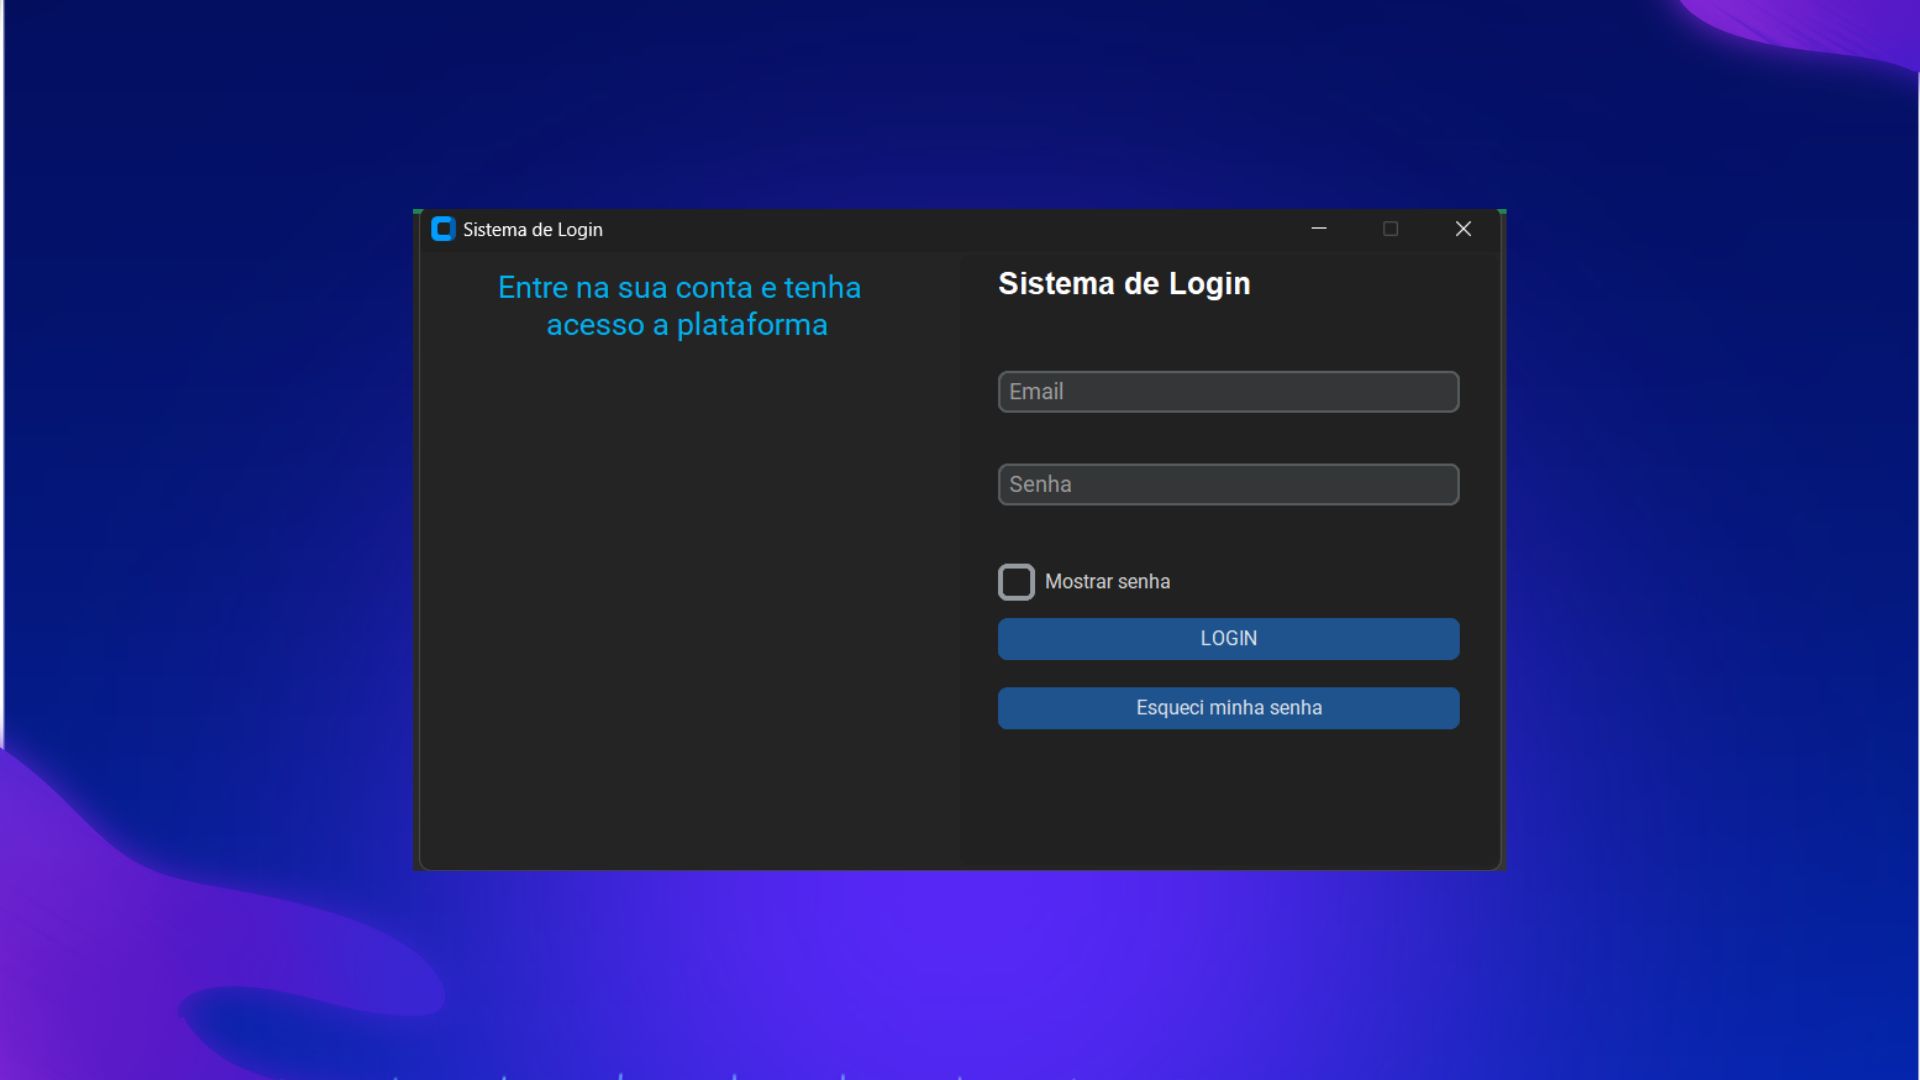 Sistema de Login
Entre na sua conta e tenha
acesso a plataforma
Sistema de Login
Email
Senha
Mostrar senha
LOGIN
Esqueci minha senha